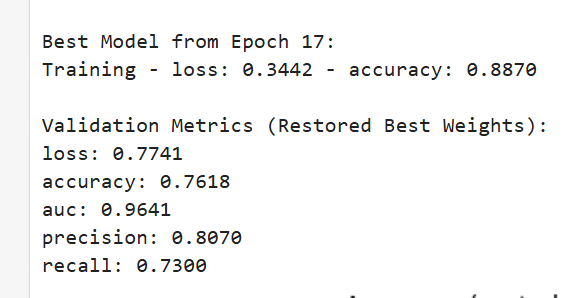 Best Model from Epoch 17:
Training - loss: 0.3442 - accuracy: 0.8870
Validation Metrics (Restored Best Weights):
loss: 0.7741
accuracy: 0.7618
auc: 0.9641
precision: 0.8070
recall: 0.7300